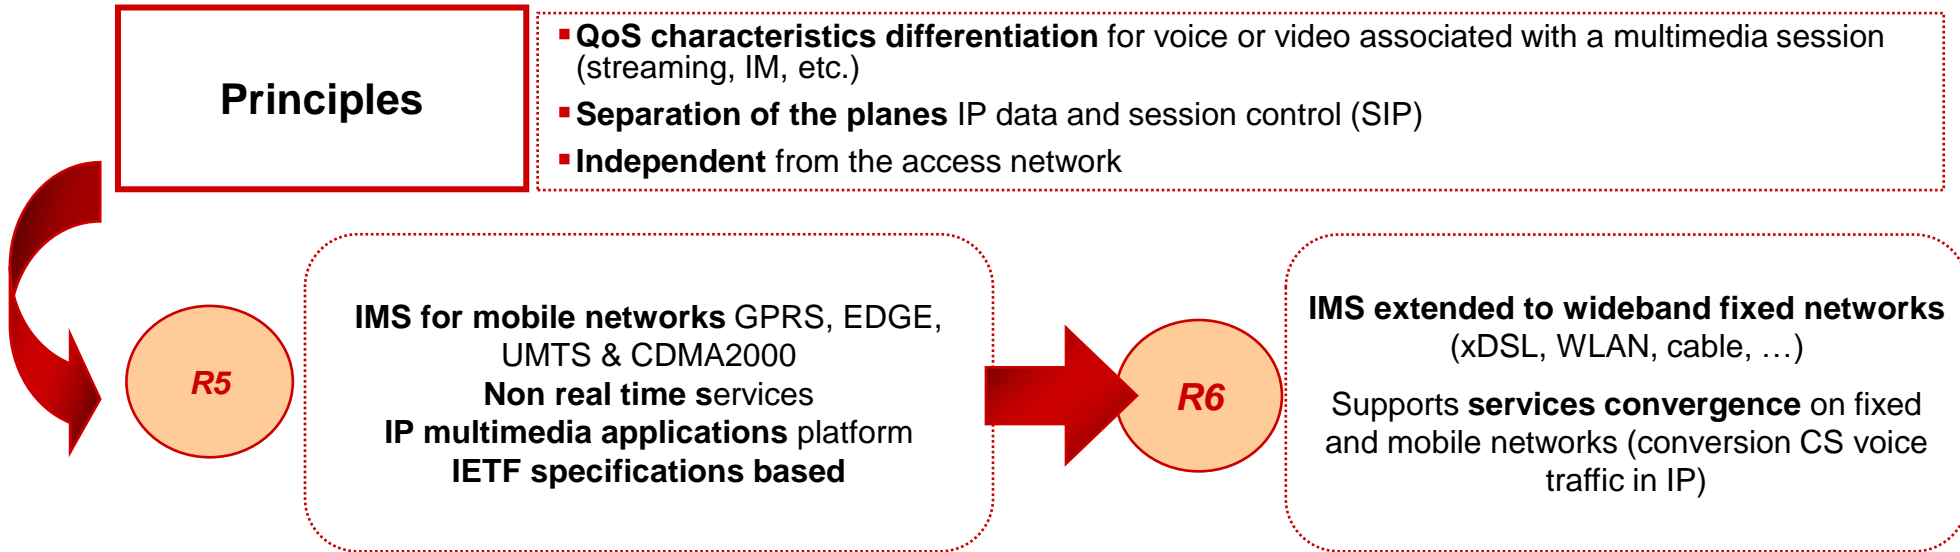 Principles
▪QoS characteristics differentiation for voice or video associated with a multimedia session
(streaming, IM, etc.)
▪Separation of the planes IP data and session control (SIP)
▪Independent from the access network
R5
IMS for mobile networks GPRS, EDGE,
UMTS & CDMA2000
Non real time services
IP multimedia applications platform
IETF specifications based
R6
IMS extended to wideband fixed networks
(xDSL, WLAN, cable, …)
Supports services convergence on fixed
and mobile networks (conversion CS voice
traffic in IP)